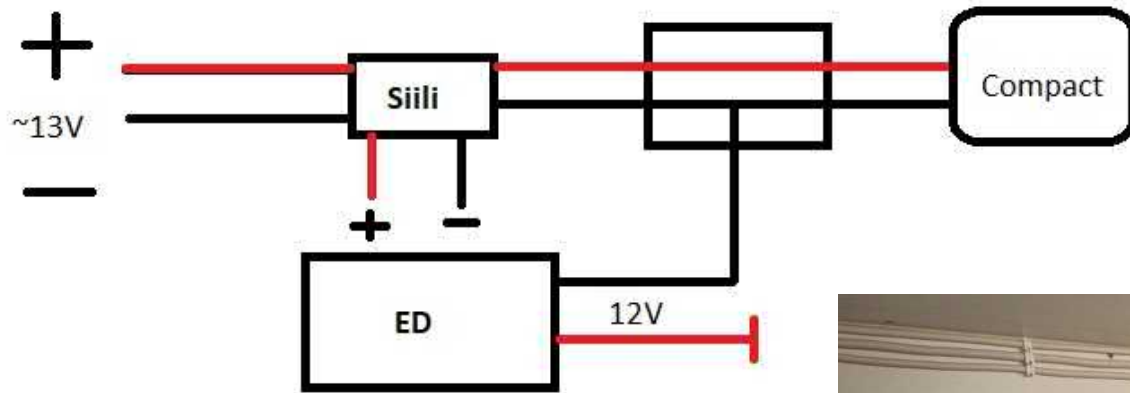 +
~13V
—
Siili
Compact
+ −
ED
12V